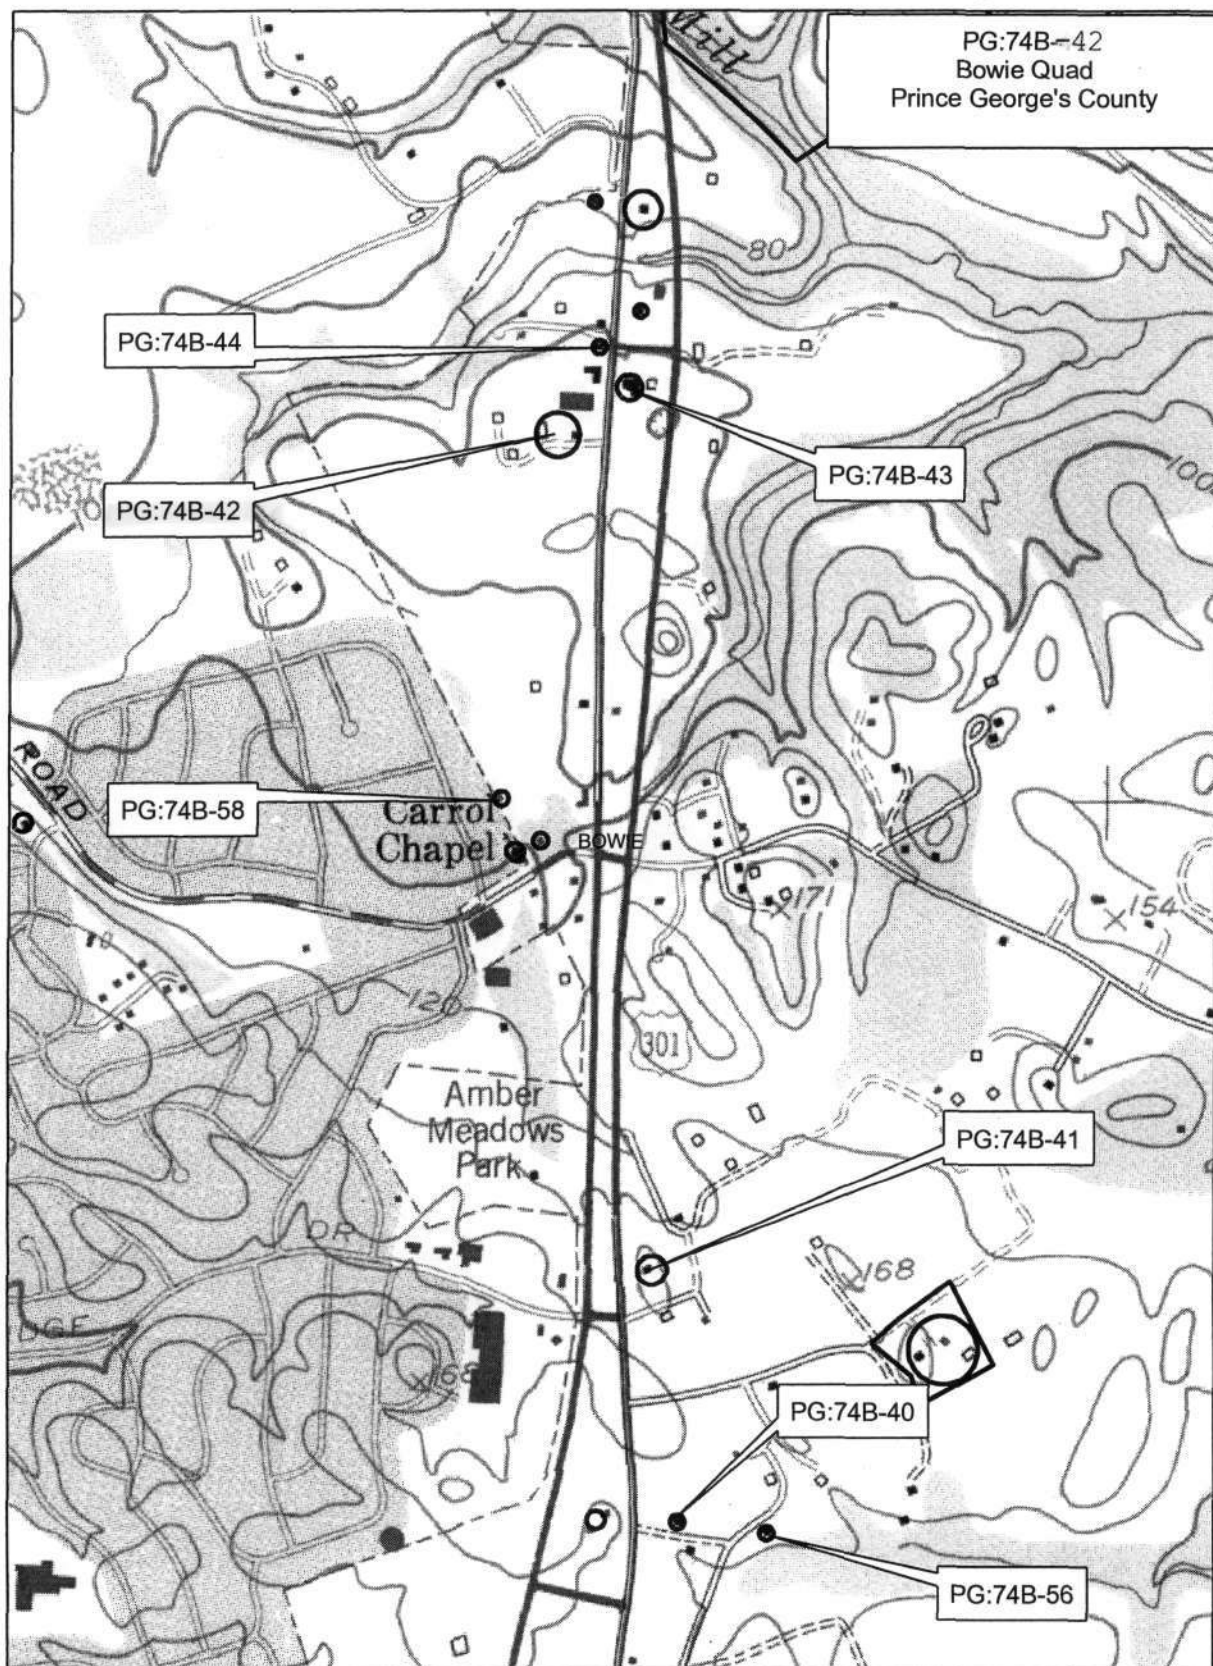 Mill
PG:74B-42
Bowie Quad
Prince George's County
80
PG:74B-44
PG:74B-43
100
PG:74B-42
ROAD
PG:74B-58
Carrol
Chapel
BOWIE
171
154
120
301
Amber
Meadows
Park
PG:74B-41
DR
168
168
PG:74B-40
PG:74B-56